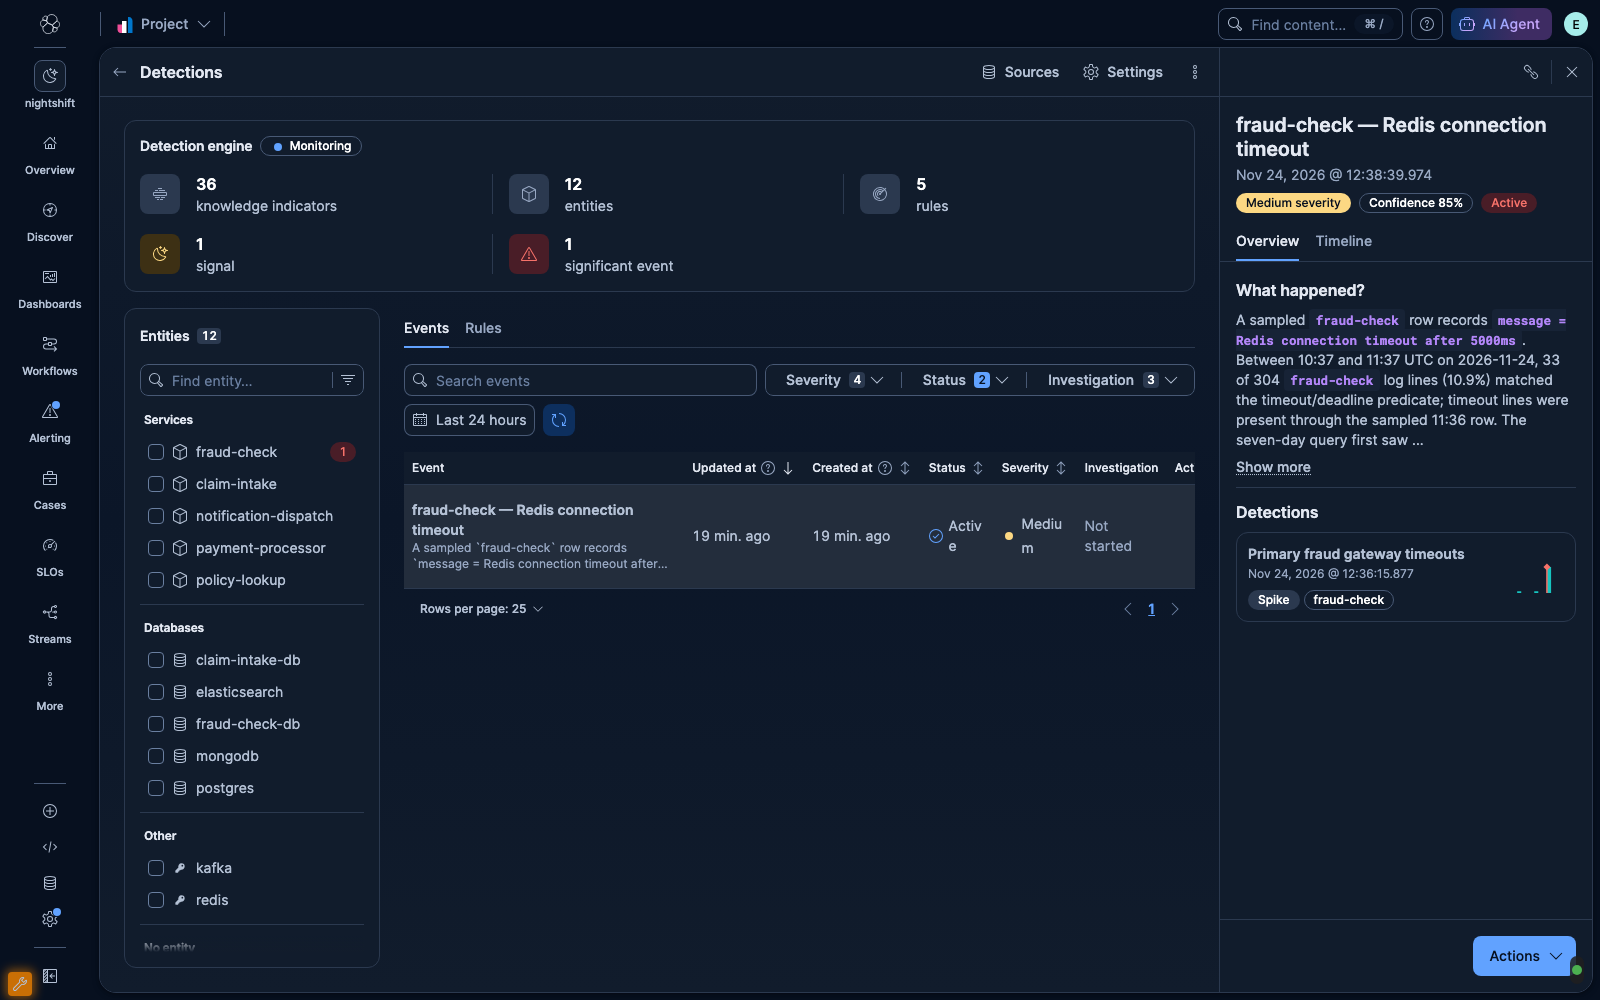 Project
Find content...
⌘ /
AI Agent
E
nightshift
Overview
Discover
Dashboards
Workflows
Alerting
Cases
SLOs
Streams
More
Detections
Sources
Settings
Detection engine
Monitoring
36
knowledge indicators
12
entities
5
rules
1
signal
1
significant event
Entities 12
Find entity...
Services
fraud-check 1
claim-intake
notification-dispatch
payment-processor
policy-lookup
Databases
claim-intake-db
elasticsearch
fraud-check-db
mongodb
postgres
Other
kafka
redis
No entity
Events Rules
Search events
Severity 4
Status 2
Investigation 3
Last 24 hours
Event Updated at Created at Status Severity Investigation Act
fraud-check — Redis connection
timeout
A sampled `fraud-check` row records
`message = Redis connection timeout after...
19 min. ago
19 min. ago
Activ
e
Mediu
m
Not
started
Rows per page: 25
1
fraud-check — Redis connection
timeout
Nov 24, 2026 @ 12:38:39.974
Medium severity
Confidence 85%
Active
Overview Timeline
What happened?
A sampled fraud-check row records message =
Redis connection timeout after 5000ms .
Between 10:37 and 11:37 UTC on 2026-11-24, 33
of 304 fraud-check log lines (10.9%) matched
the timeout/deadline predicate; timeout lines were
present through the sampled 11:36 row. The
seven-day query first saw ...
Show more
Detections
Primary fraud gateway timeouts
Nov 24, 2026 @ 12:36:15.877
Spike
fraud-check
Actions